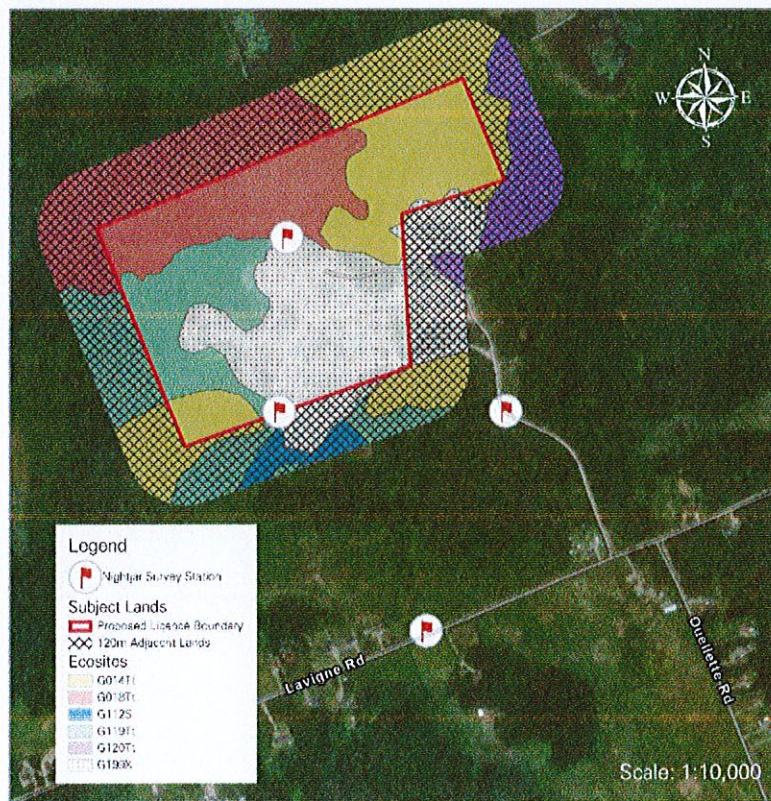 N
W E
S
Legend
Nightjar Survey Station
Subject Lands
Proposed Licence Boundary
120m Adjacent Lands
Ecosites
G014Tt
G018Tt
G112S
G119Tt
G120Tt
Lavigne Rd
Ouellette Rd
Scale: 1:10,000